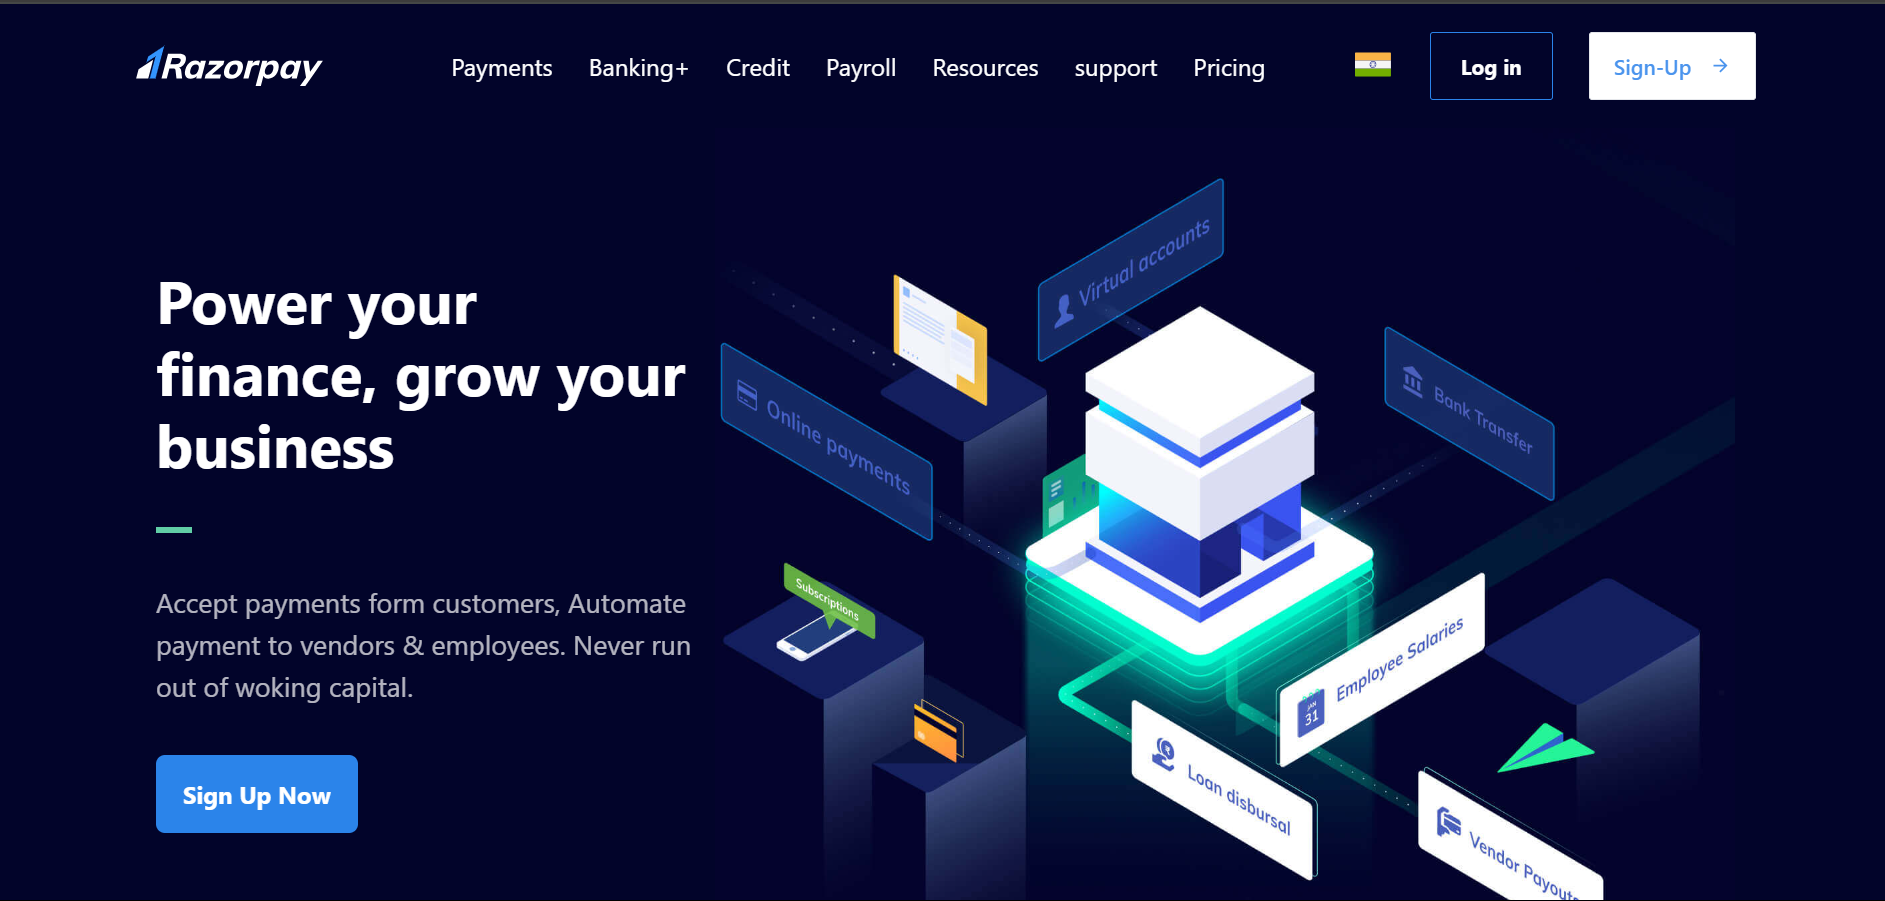 Razorpay
Payments Banking+ Credit Payroll Resources support Pricing
Log in
Sign-Up
Power your
finance, grow your
business
Accept payments form customers, Automate
payment to vendors & employees. Never run
out of woking capital.
Sign Up Now
Virtual accounts
Online payments
Bank Transfer
Subscriptions
Employee Salaries
JAN
31
Loan disbursal
Vendor Payouts